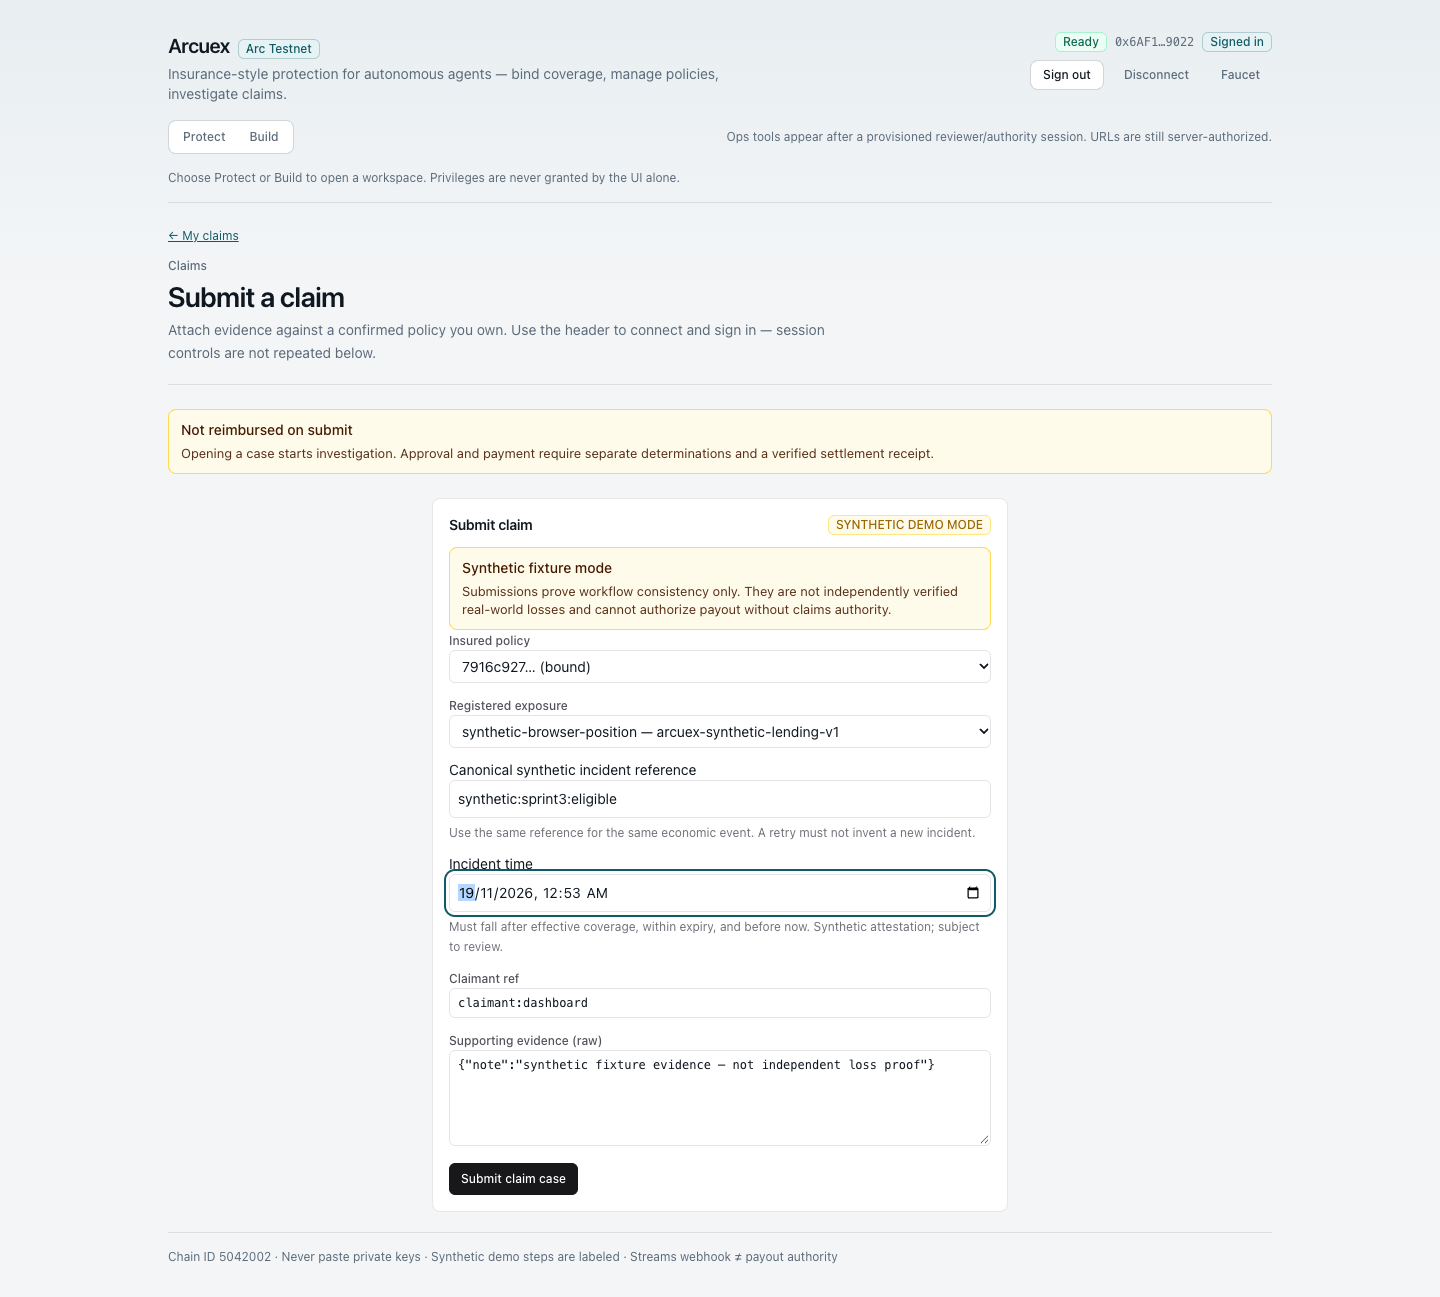 Arcuex Arc Testnet
Ready 0x6AF1…9022 Signed in
Insurance-style protection for autonomous agents — bind coverage, manage policies,
investigate claims.
Sign out Disconnect Faucet
Protect Build
Ops tools appear after a provisioned reviewer/authority session. URLs are still server-authorized.
Choose Protect or Build to open a workspace. Privileges are never granted by the UI alone.
← My claims
Claims
Submit a claim
Attach evidence against a confirmed policy you own. Use the header to connect and sign in — session
controls are not repeated below.
Not reimbursed on submit
Opening a case starts investigation. Approval and payment require separate determinations and a verified settlement receipt.
Submit claim SYNTHETIC DEMO MODE
Synthetic fixture mode
Submissions prove workflow consistency only. They are not independently verified
real-world losses and cannot authorize payout without claims authority.
Insured policy
7916c927… (bound)
Registered exposure
synthetic-browser-position — arcuex-synthetic-lending-v1
Canonical synthetic incident reference
synthetic:sprint3:eligible
Use the same reference for the same economic event. A retry must not invent a new incident.
Incident time
19/11/2026, 12:53 AM
Must fall after effective coverage, within expiry, and before now. Synthetic attestation; subject
to review.
Claimant ref
claimant:dashboard
Supporting evidence (raw)
{"note":"synthetic fixture evidence — not independent loss proof"}
Submit claim case
Chain ID 5042002 · Never paste private keys · Synthetic demo steps are labeled · Streams webhook ≠ payout authority